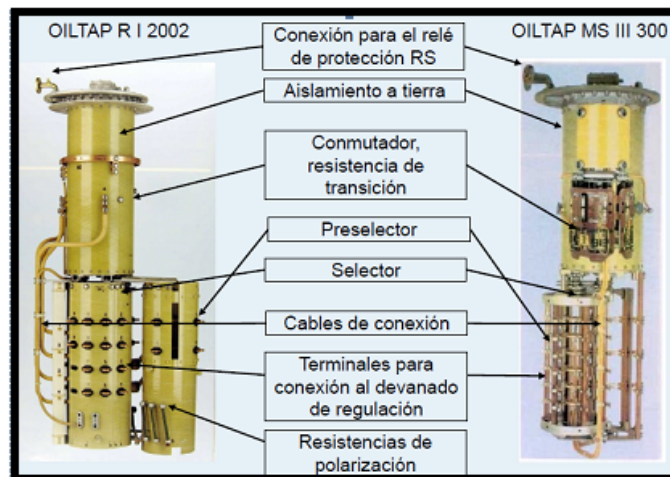 OILTAP R I 2002
OILTAP MS III 300
Conexión para el relé
de protección RS
Aislamiento a tierra
Conmutador,
resistencia de
transición
Preselector
Selector
Cables de conexión
Terminales para
conexión al devanado
de regulación
Resistencias de
polarización